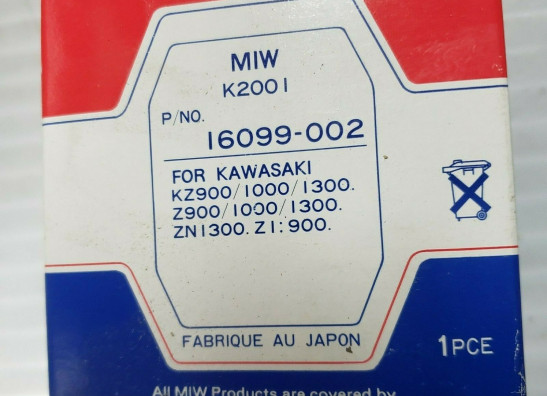 MIW
K2001
P/NO.
16099-002
FOR KAWASAKI
KZ900/1000/1300.
Z900/1000/1300.
ZN1300. Z1:900.
FABRIQUE AU JAPON
1PCE
All MIW Products are covered by